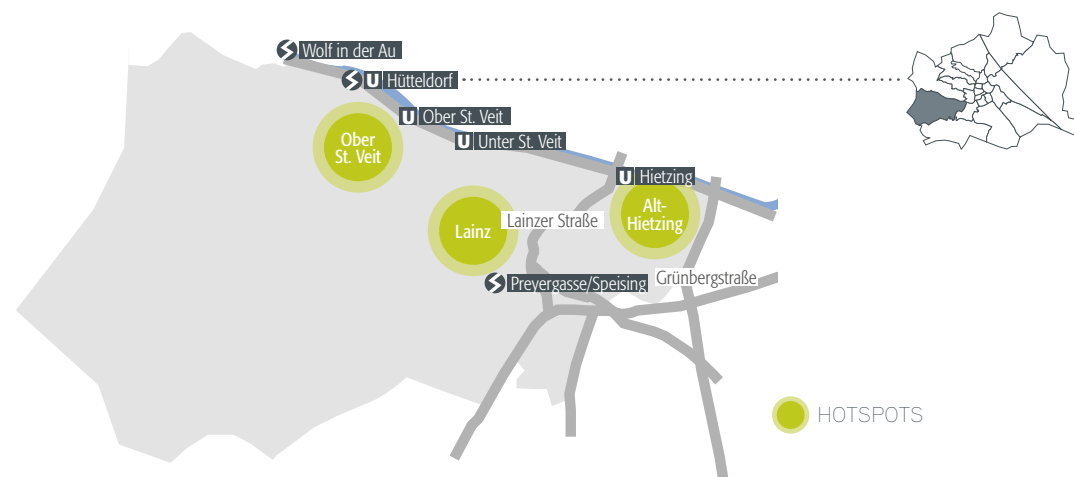 Wolf in der Au
U Hütteldorf
U Ober St. Veit
U Unter St. Veit
Ober
St. Veit
U Hietzing
Alt-
Hietzing
Lainz
Lainzer Straße
Preyergasse/Speising
Grünbergstraße
HOTSPOTS